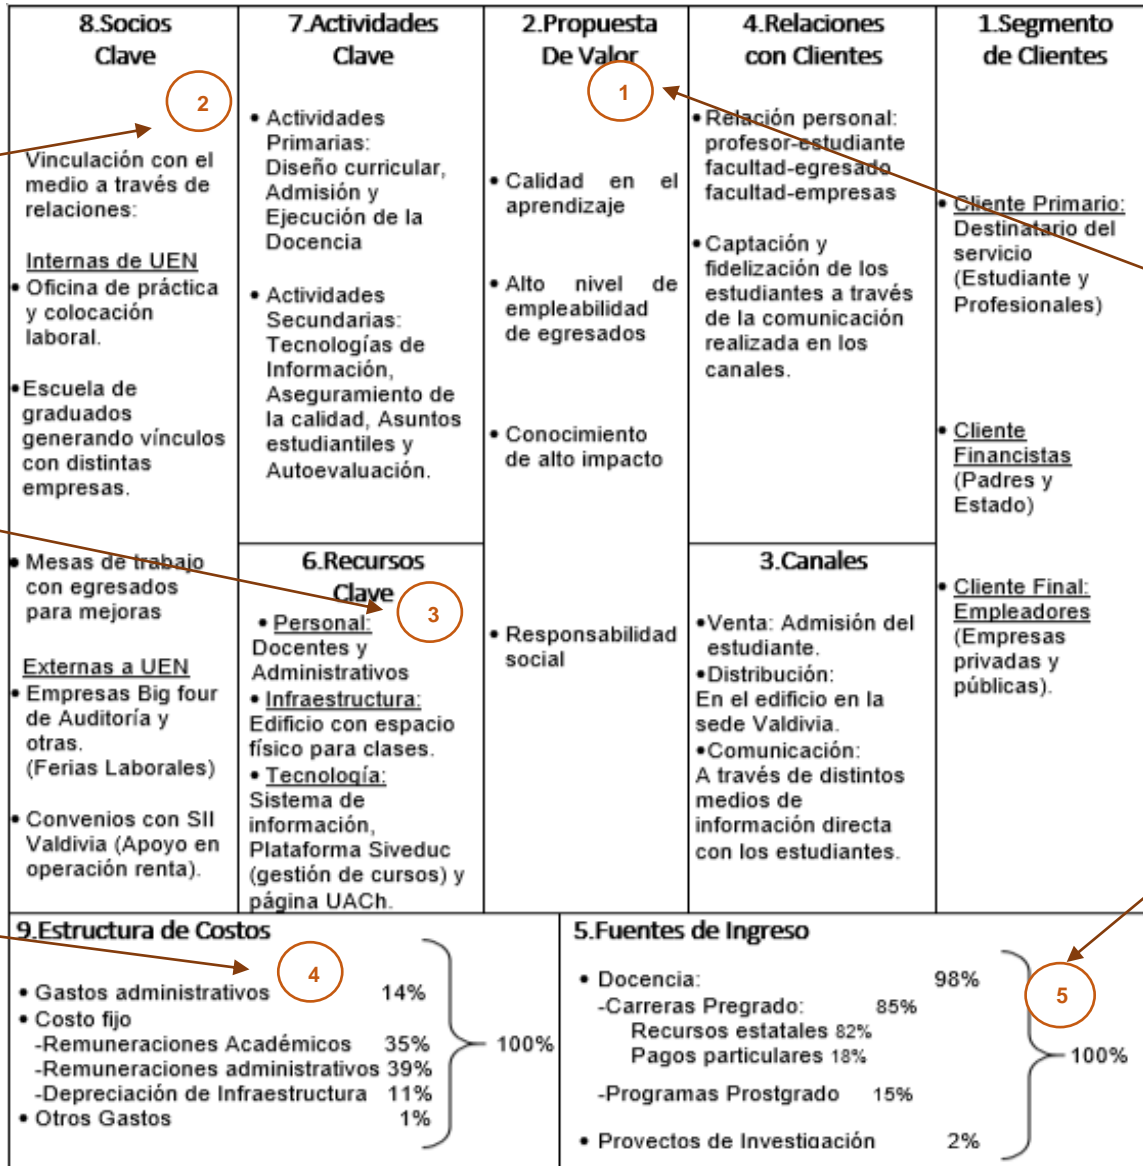 8.Socios
Clave
2
Vinculación con el
medio a través de
relaciones:
Internas de UEN
• Oficina de práctica
y colocación
laboral.
•Escuela de
graduados
generando vínculos
con distintas
empresas.
• Mesas de trabajo
con egresados
para mejoras
Externas a UEN
• Empresas Big four
de Auditoría y
otras.
(Ferias Laborales)
• Convenios con SII
Valdivia (Apoyo en
operación renta).
7.Actividades
Clave
• Actividades
Primarias:
Diseño curricular,
Admisión y
Ejecución de la
Docencia
• Actividades
Secundarias:
Tecnologías de
Información,
Aseguramiento de
la calidad, Asuntos
estudiantiles y
Autoevaluación.
6.Recursos
Clave
3
• Personal:
Docentes y
Administrativos
• Infraestructura:
Edificio con espacio
físico para clases.
• Tecnología:
Sistema de
información,
Plataforma Siveduc
(gestión de cursos) y
página UACh.
2.Propuesta
De Valor
1
• Calidad en el
aprendizaje
• Alto nivel de
empleabilidad
de egresados
• Conocimiento
de alto impacto
• Responsabilidad
social
4.Relaciones
con Clientes
• Relación personal:
profesor-estudiante
facultad-egresado
facultad-empresas
• Captación y
fidelización de los
estudiantes a través
de la comunicación
realizada en los
canales.
3.Canales
•Venta: Admisión del
estudiante.
•Distribución:
En el edificio en la
sede Valdivia.
•Comunicación:
A través de distintos
medios de
información directa
con los estudiantes.
1.Segmento
de Clientes
• Cliente Primario:
Destinatario del
servicio
(Estudiante y
Profesionales)
• Cliente
Financistas
(Padres y
Estado)
• Cliente Final:
Empleadores
(Empresas
privadas y
públicas).
9.Estructura de Costos
4
• Gastos administrativos 14%
• Costo fijo
-Remuneraciones Académicos 35%
-Remuneraciones administrativos 39%
-Depreciación de Infraestructura 11%
• Otros Gastos 1%
100%
5.Fuentes de Ingreso
5
• Docencia: 98%
-Carreras Pregrado: 85%
Recursos estatales 82%
Pagos particulares 18%
-Programas Prostgrado 15%
• Proyectos de Investigación 2%
100%